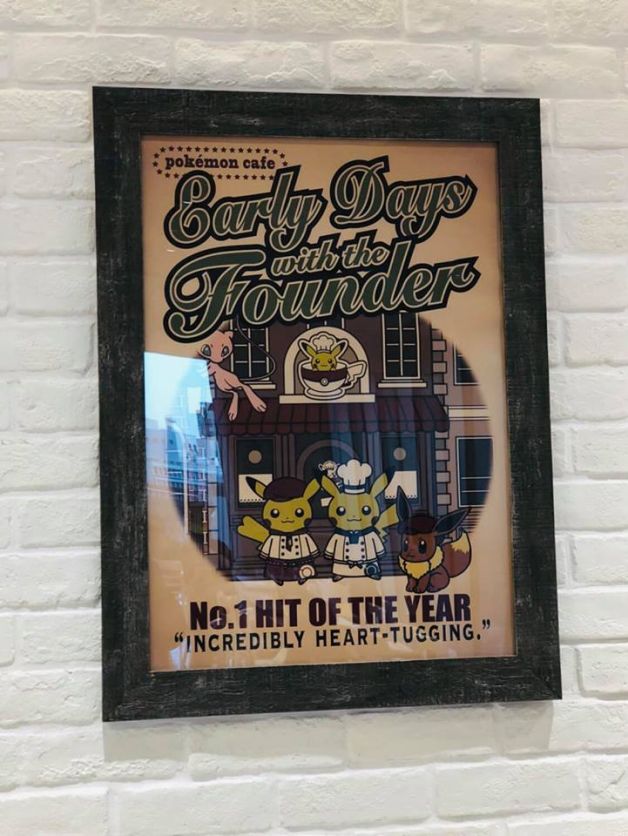 pokémon cafe
Early Days
with the
Founder
No.1 HIT OF THE YEAR
“INCREDIBLY HEART-TUGGING.”